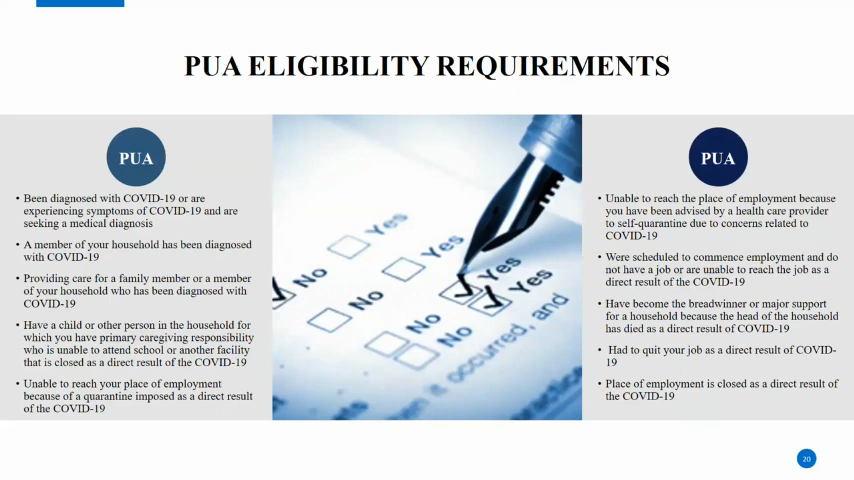 PUA ELIGIBILITY REQUIREMENTS
PUA
• Been diagnosed with COVID-19 or are
experiencing symptoms of COVID-19 and are
seeking a medical diagnosis
• A member of your household has been diagnosed
with COVID-19
• Providing care for a family member or a member
of your household who has been diagnosed with
COVID-19
• Have a child or other person in the household for
which you have primary caregiving responsibility
who is unable to attend school or another facility
that is closed as a direct result of the COVID-19
• Unable to reach your place of employment
because of a quarantine imposed as a direct result
of the COVID-19
Yes
No
Yes
No
Yes
No
Yes
No
occurred, and
PUA
• Unable to reach the place of employment because
you have been advised by a health care provider
to self-quarantine due to concerns related to
COVID-19
• Were scheduled to commence employment and do
not have a job or are unable to reach the job as a
direct result of the COVID-19
• Have become the breadwinner or major support
for a household because the head of the household
has died as a direct result of COVID-19
• Had to quit your job as a direct result of COVID-
19
• Place of employment is closed as a direct result of
the COVID-19
20